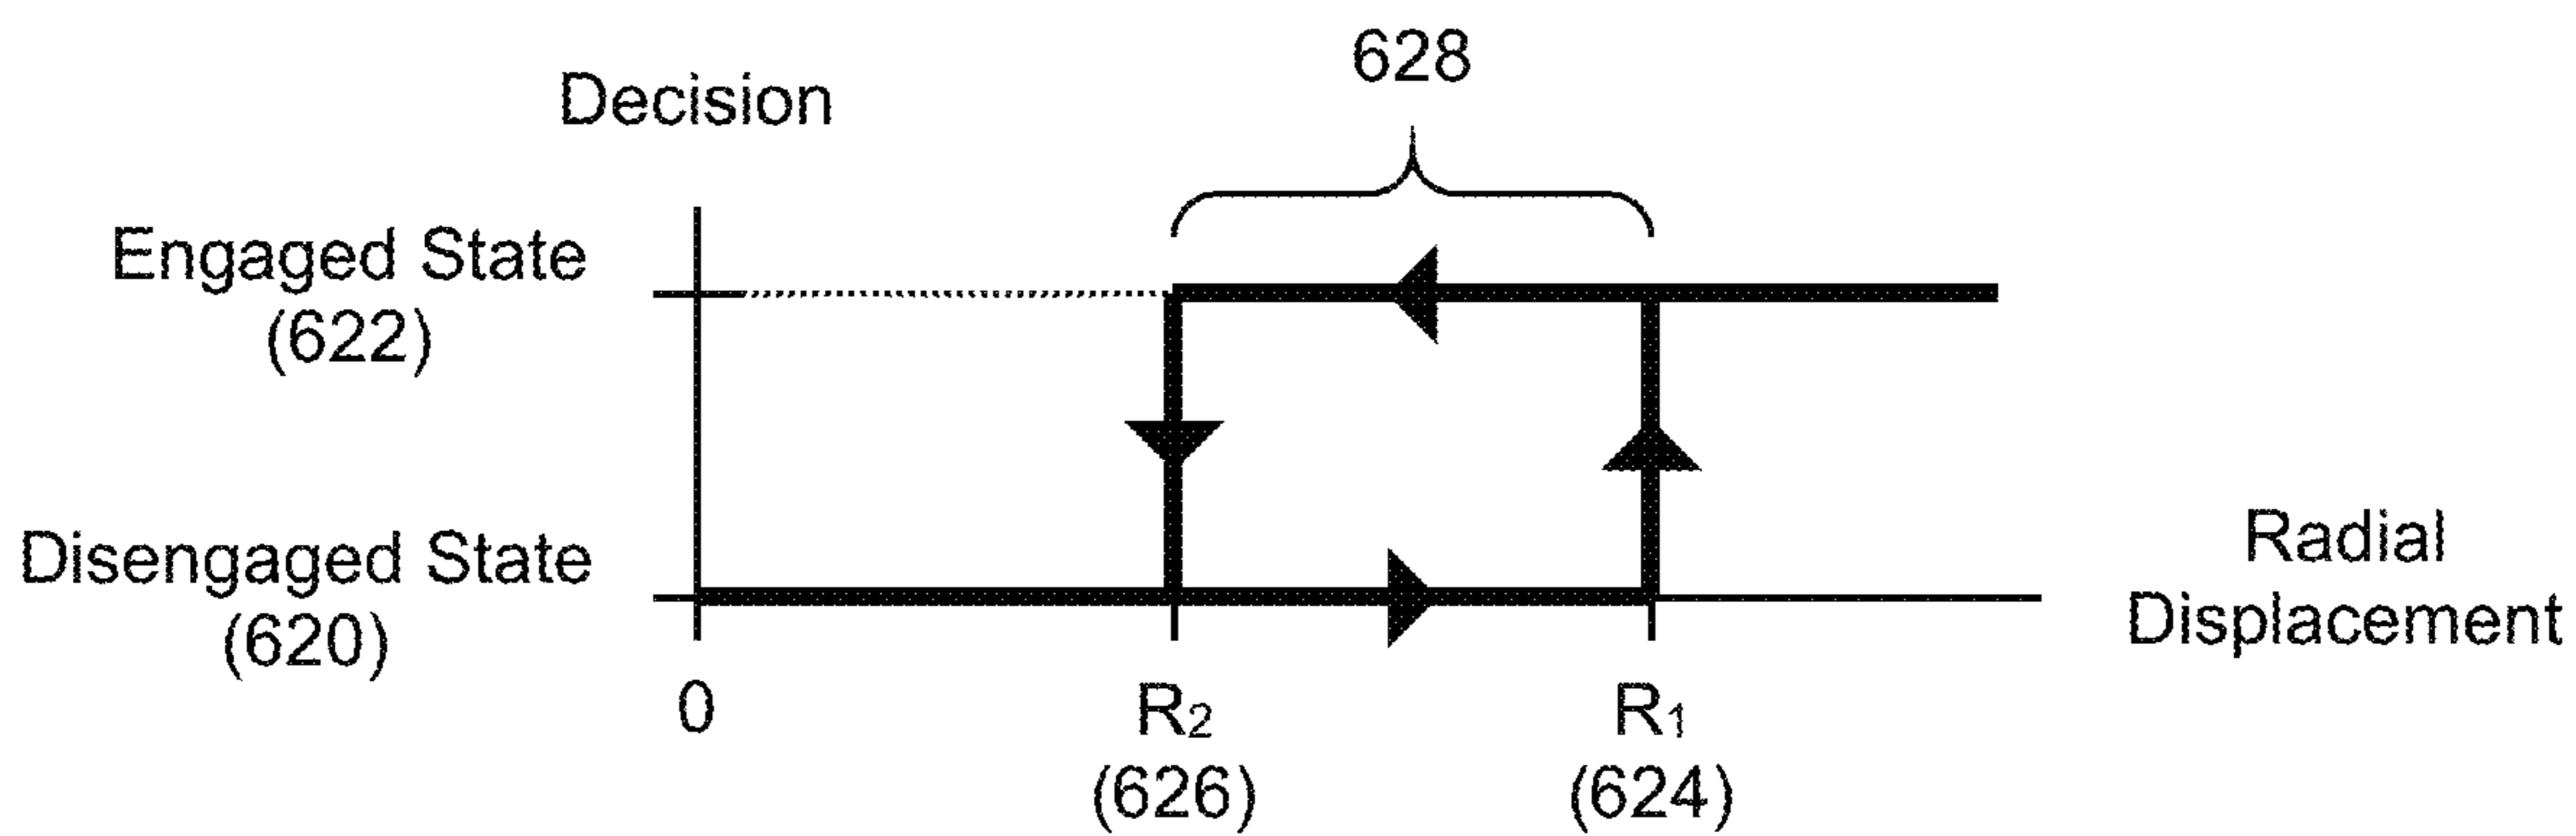 628
Decision
Engaged State
(622)
Disengaged State
(620)
Radial
Displacement
0
R₂
(626)
R₁
(624)